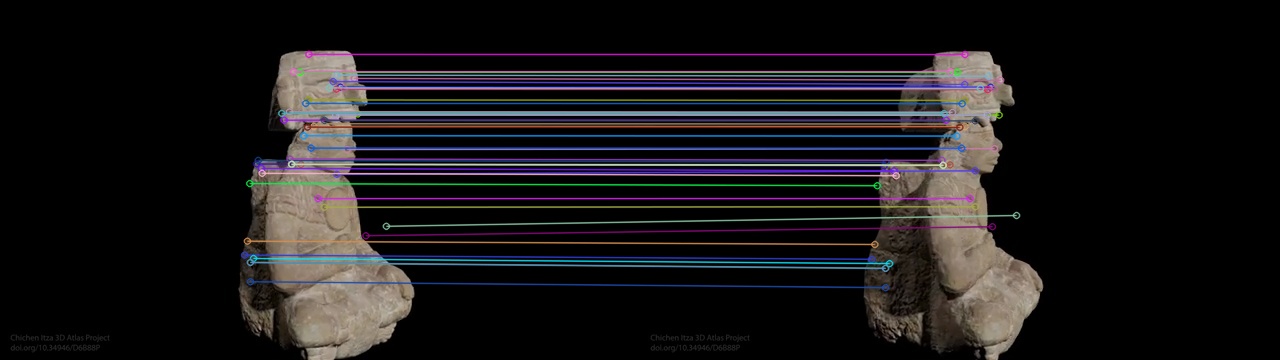 Chichen Itza 3D Atlas Project
doi.org/10.34946/D6B88P
Chichen Itza 3D Atlas Project
doi.org/10.34946/D6B88P